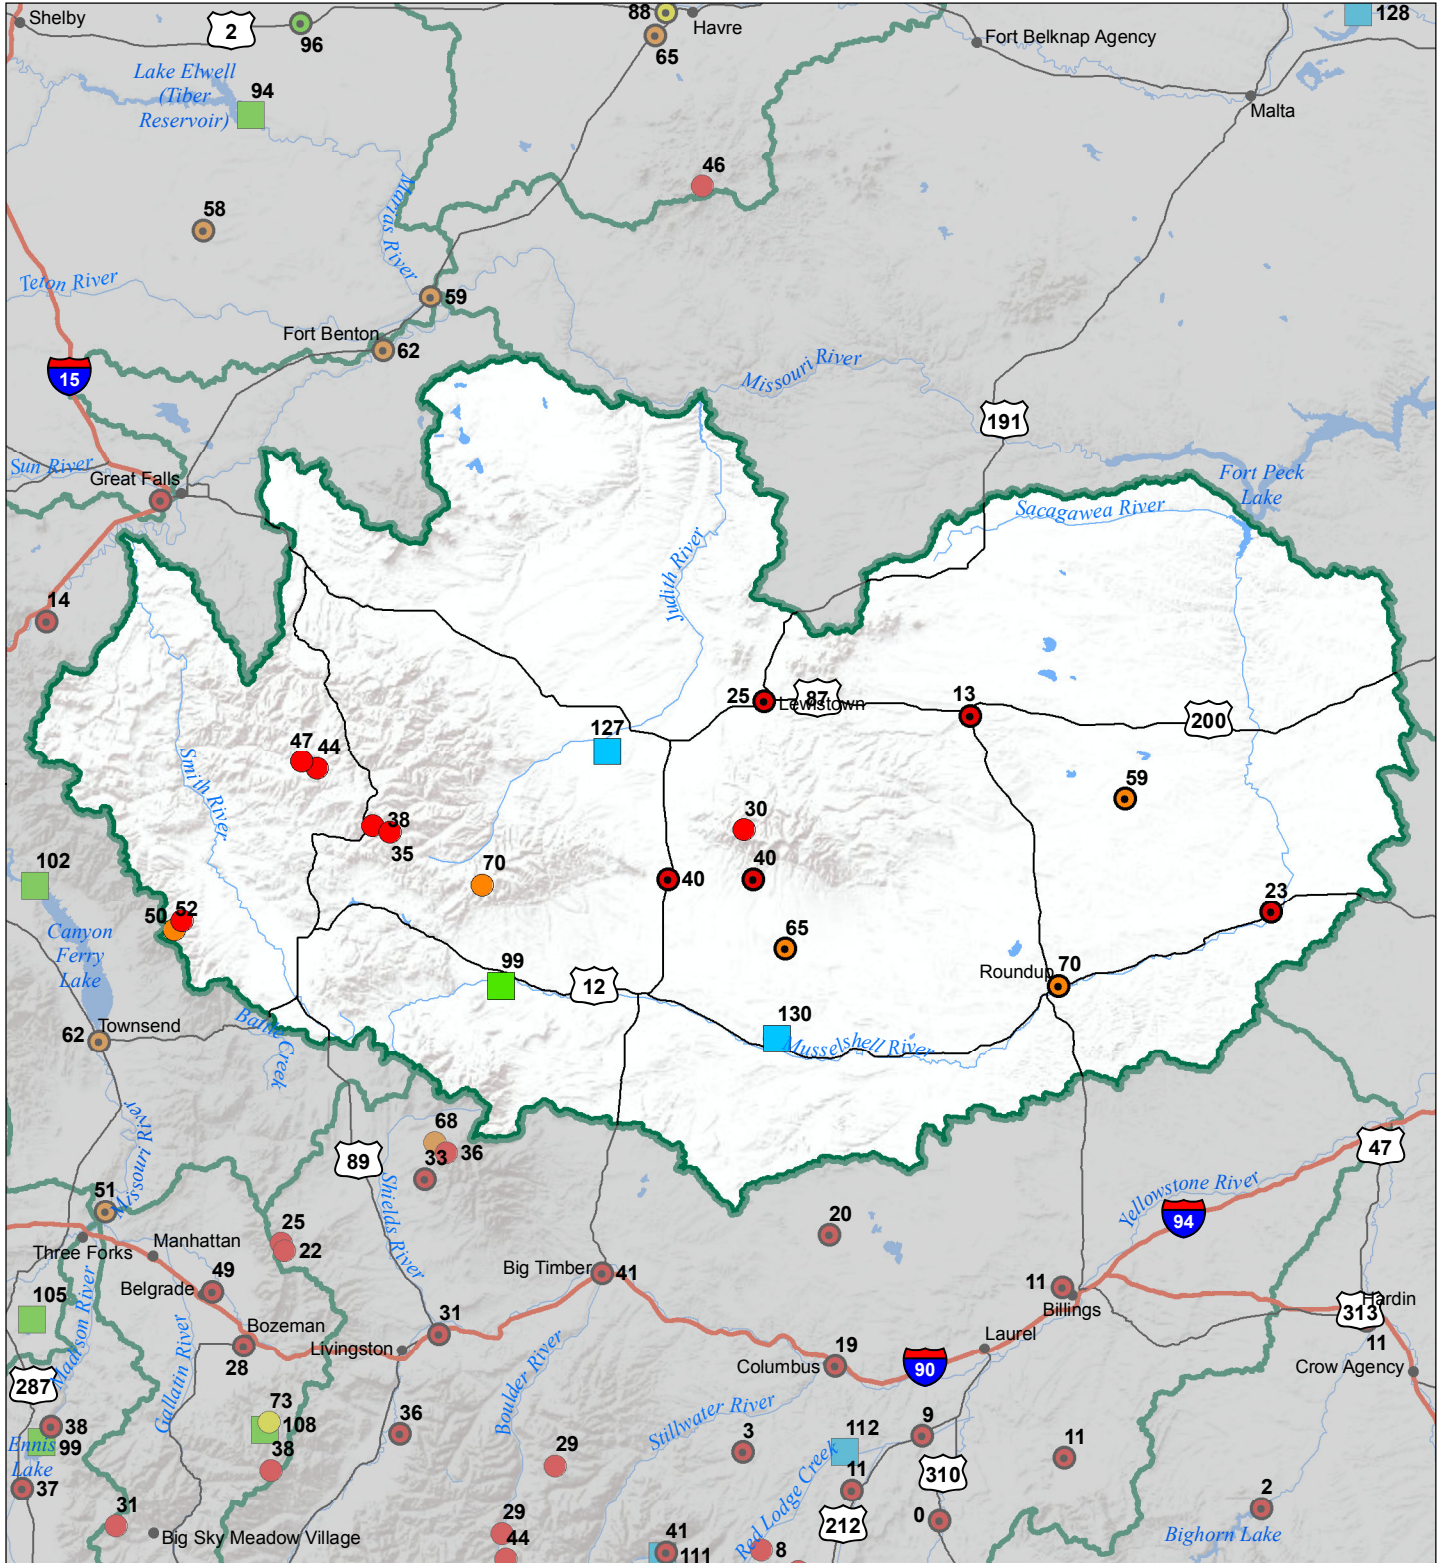 Shelby
2
96
88
Havre
65
Fort Belknap Agency
128
Lake Elwell
(Tiber
Reservoir)
94
Malta
46
58
Marias River
Teton River
59
Fort Benton
62
15
Missouri River
191
Sun River
Great Falls
Fort Peck
Lake
Sacagawea River
Judith River
14
25
87
Lewistown
13
200
127
47
44
Smith River
59
30
38
35
102
70
40
40
23
50
52
Canyon
Ferry
Lake
65
99
12
Roundup
70
62
Townsend
Battle Creek
130
Musselshell River
Missouri River
68
36
33
89
Shields River
47
Yellowstone River
94
51
Three Forks
Manhattan
25
22
20
Big Timber
41
49
Belgrade
11
Billings
Hardin
313
11
105
Madison River
Gallatin River
Bozeman
28
31
Livingston
Boulder River
Laurel
Columbus
19
90
Crow Agency
287
73
108
38
38
Ennis
Lake
99
36
Stillwater River
3
9
112
11
37
29
11
310
2
31
Big Sky Meadow Village
29
44
41
111
Red Lodge Creek
8
212
0
Bighorn Lake